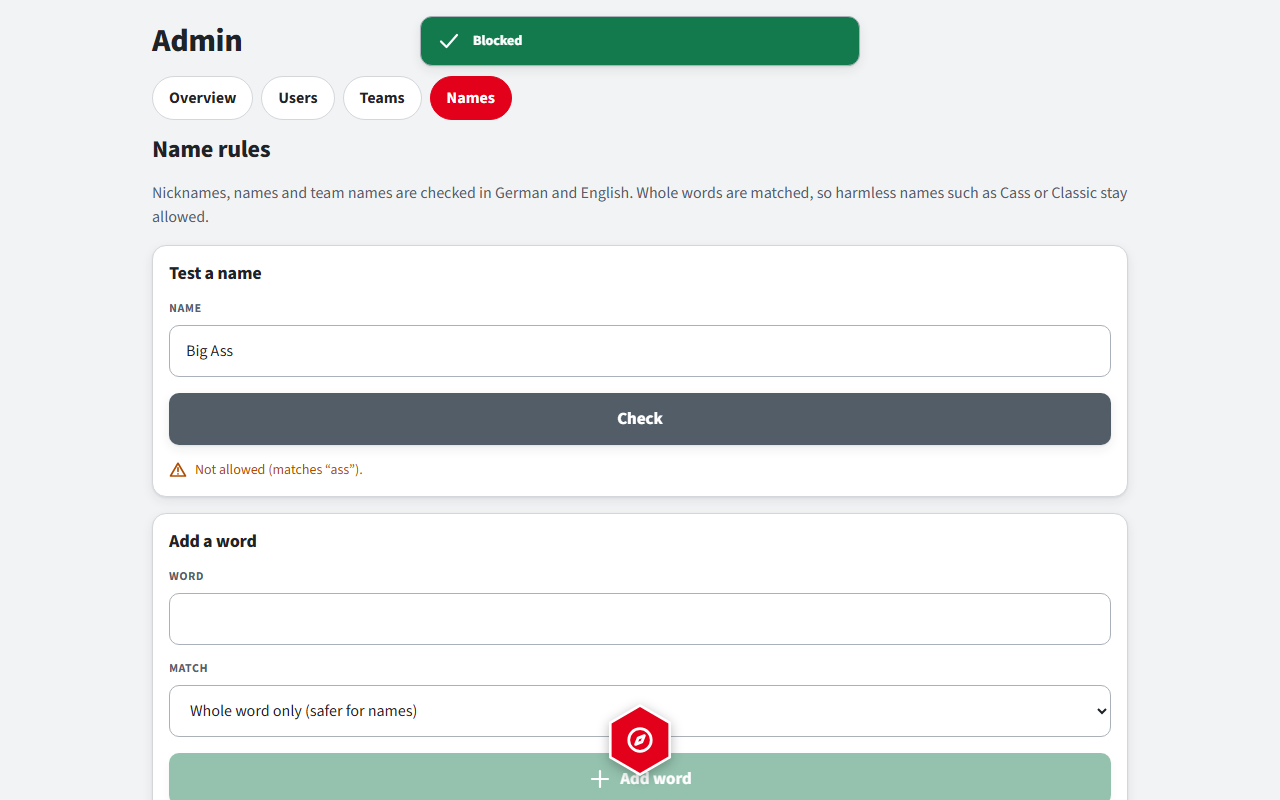 Admin
Blocked
Overview
Users
Teams
Names
Name rules
Nicknames, names and team names are checked in German and English. Whole words are matched, so harmless names such as Cass or Classic stay
allowed.
Test a name
NAME
Big Ass
Check
Not allowed (matches “ass”).
Add a word
WORD
MATCH
Whole word only (safer for names)
Add word